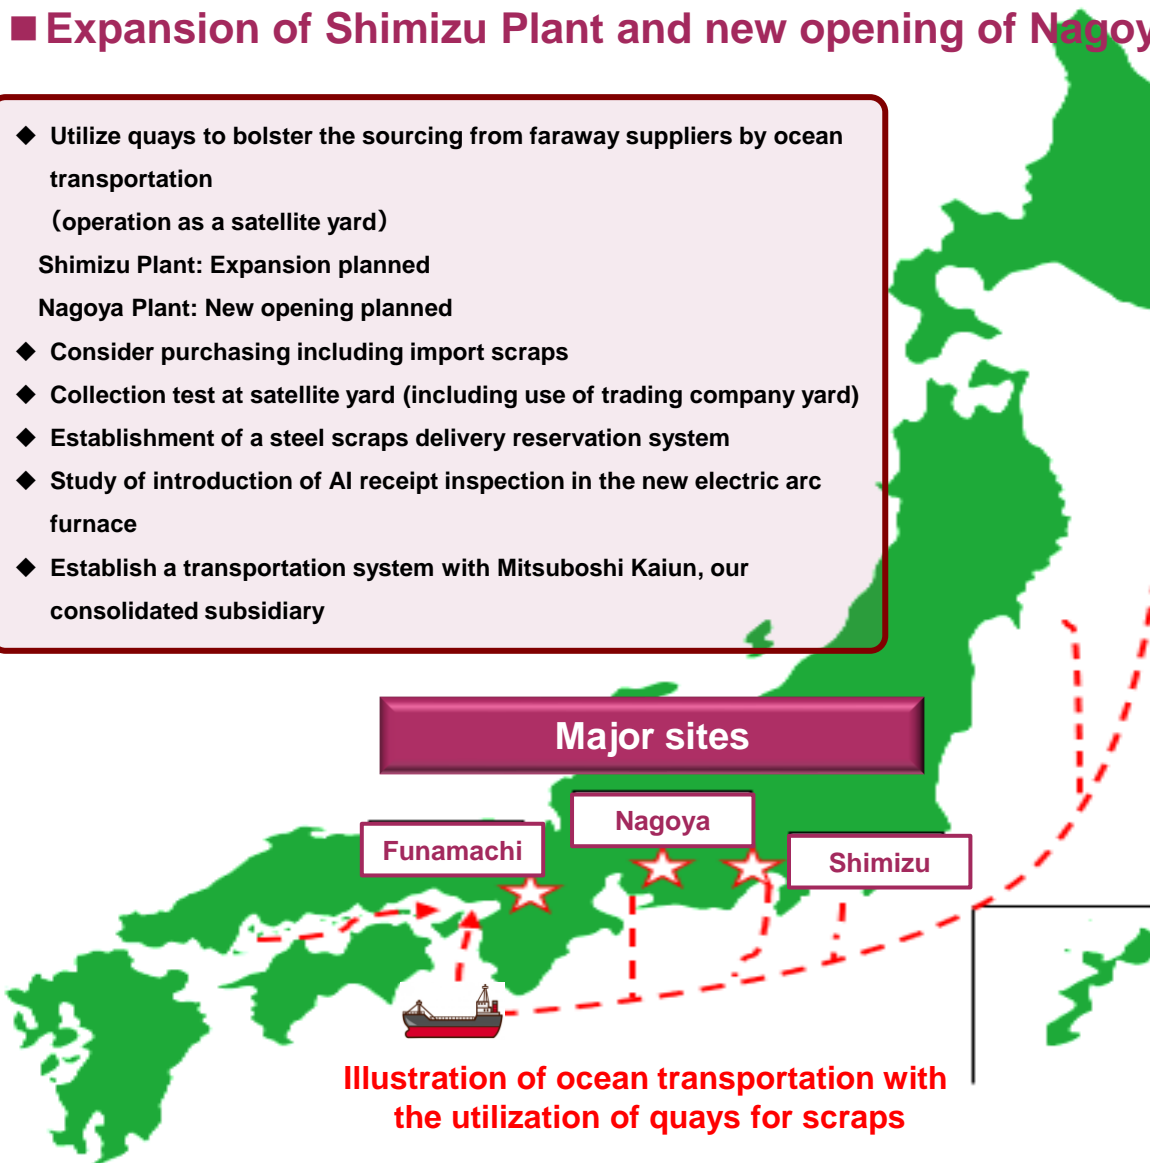 ■ Expansion of Shimizu Plant and new opening of Nagoy
◆ Utilize quays to bolster the sourcing from faraway suppliers by ocean
transportation
（operation as a satellite yard）
Shimizu Plant: Expansion planned
Nagoya Plant: New opening planned
◆ Consider purchasing including import scraps
◆ Collection test at satellite yard (including use of trading company yard)
◆ Establishment of a steel scraps delivery reservation system
◆ Study of introduction of AI receipt inspection in the new electric arc
furnace
◆ Establish a transportation system with Mitsuboshi Kaiun, our
consolidated subsidiary
Major sites
Nagoya
Funamachi
Shimizu
Illustration of ocean transportation with
the utilization of quays for scraps